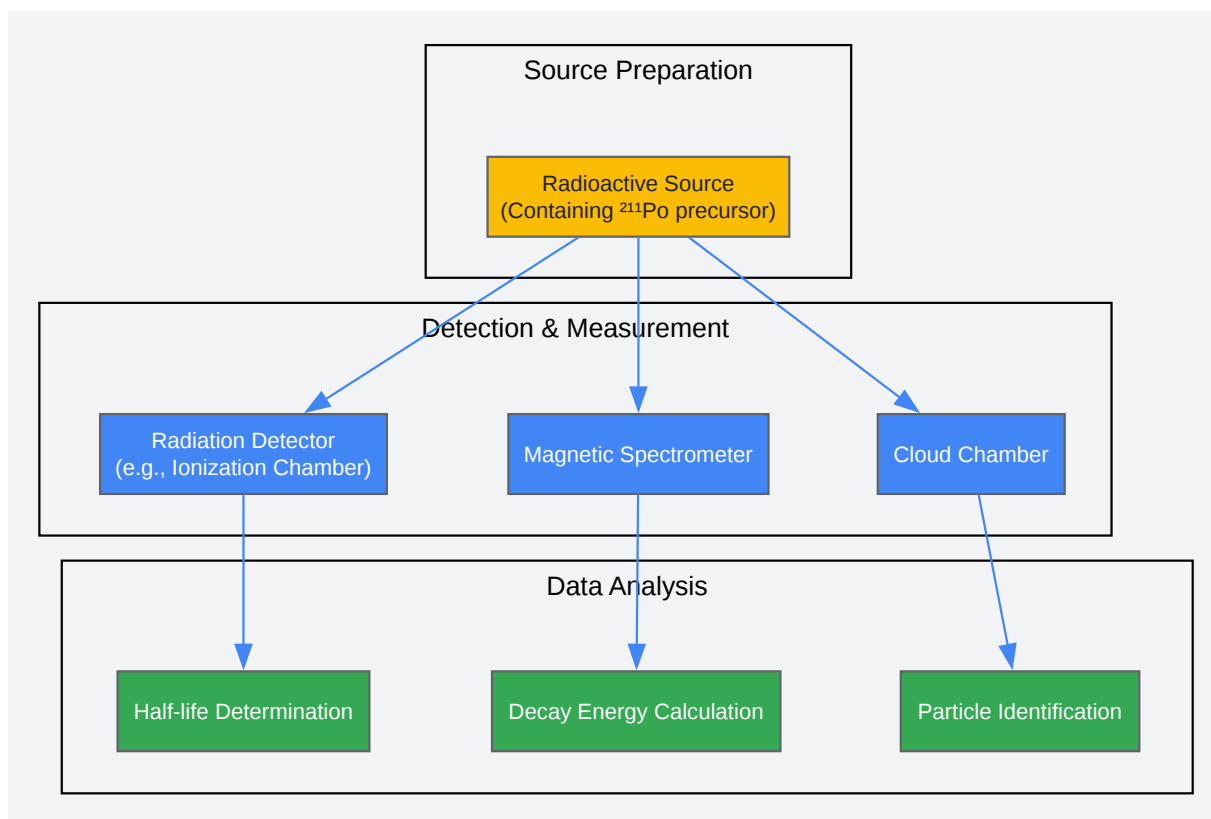 Source Preparation
Radioactive Source
(Containing ²¹¹Po precursor)
Detection & Measurement
Radiation Detector
(e.g., Ionization Chamber)
Magnetic Spectrometer
Cloud Chamber
Data Analysis
Half-life Determination
Decay Energy Calculation
Particle Identification